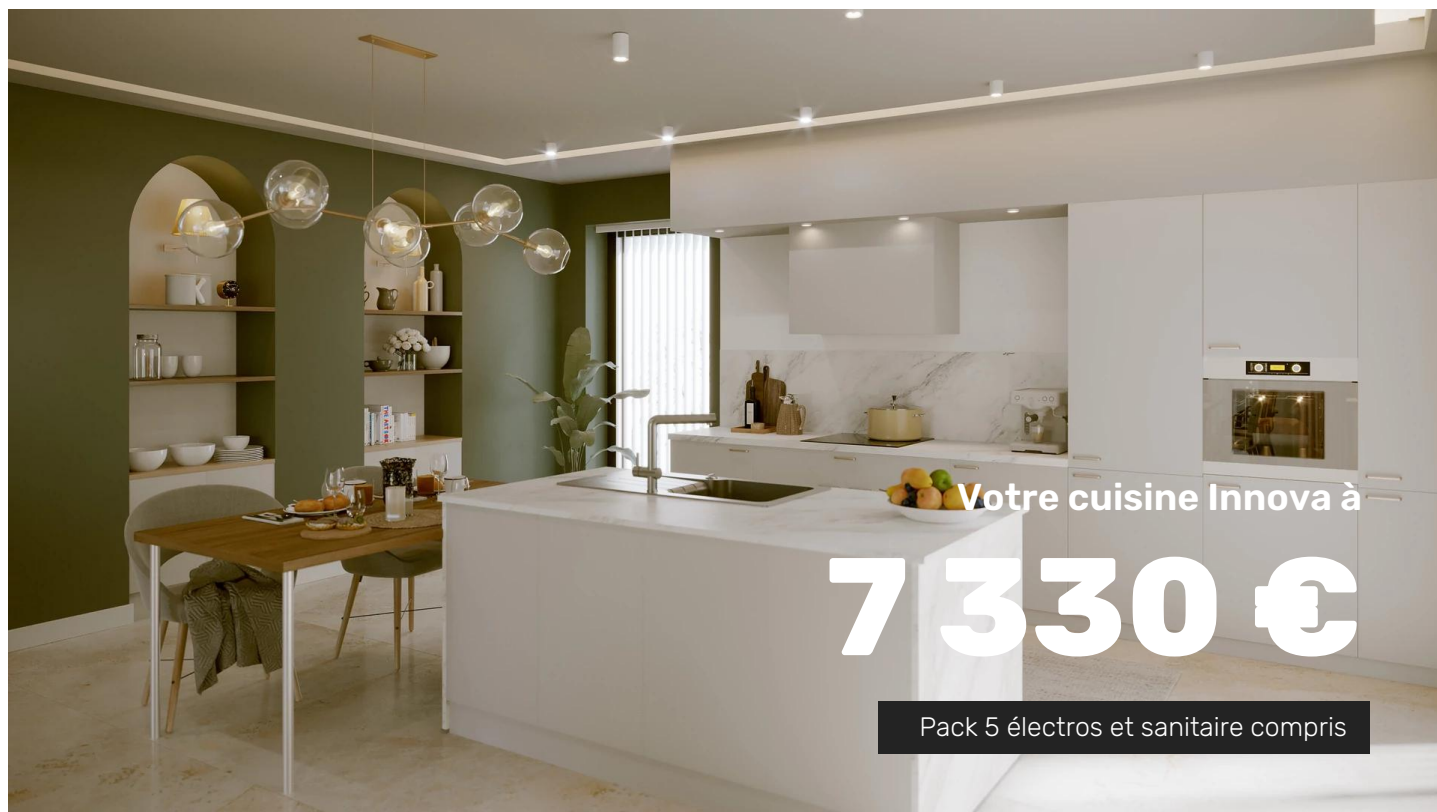 K
Votre cuisine Innova à
7 330 €
Pack 5 électros et sanitaire compris